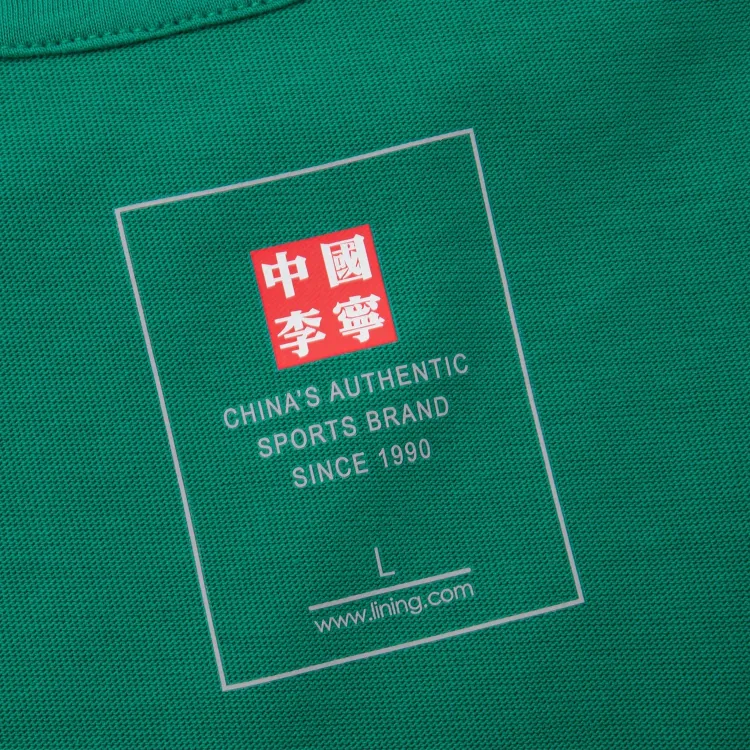 中國
李寧
CHINA'S AUTHENTIC
SPORTS BRAND
SINCE 1990
L
www.lining.com